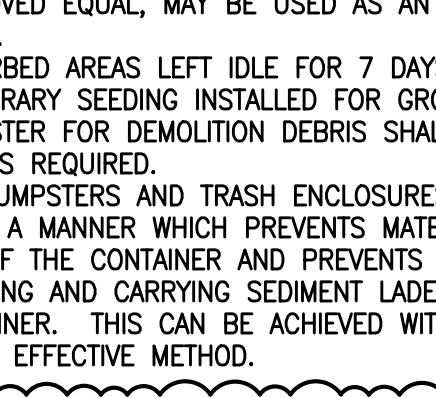 OVED EQUAL, MAY BE USED AS AN
.
RBED AREAS LEFT IDLE FOR 7 DAYS
RARY SEEDING INSTALLED FOR GRO
STER FOR DEMOLITION DEBRIS SHAL
S REQUIRED.
UMPSTERS AND TRASH ENCLOSURES
A MANNER WHICH PREVENTS MATE
F THE CONTAINER AND PREVENTS
NG AND CARRYING SEDIMENT LADE
NER. THIS CAN BE ACHIEVED WIT
EFFECTIVE METHOD.